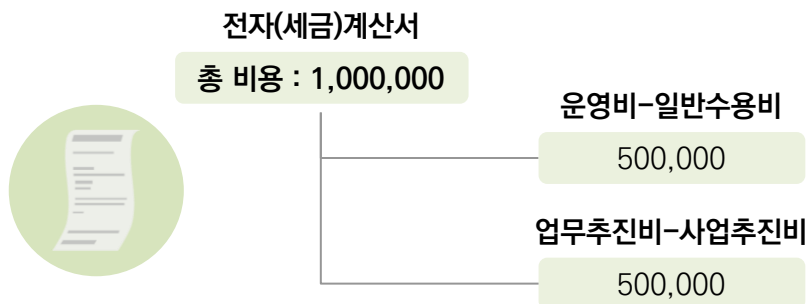 전자(세금)계산서
총 비용 : 1,000,000
운영비-일반수용비
500,000
업무추진비-사업추진비
500,000